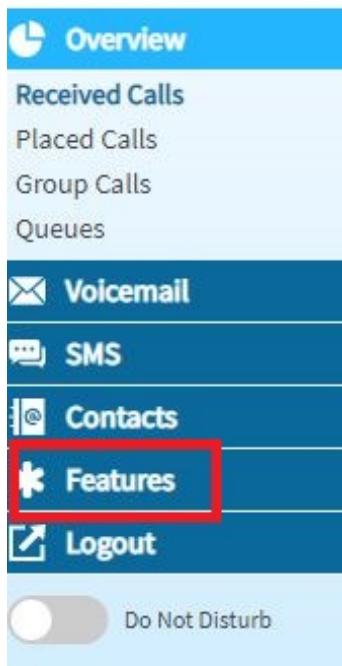 Overview
Received Calls
Placed Calls
Group Calls
Queues
Voicemail
SMS
Contacts
Features
Logout
Do Not Disturb